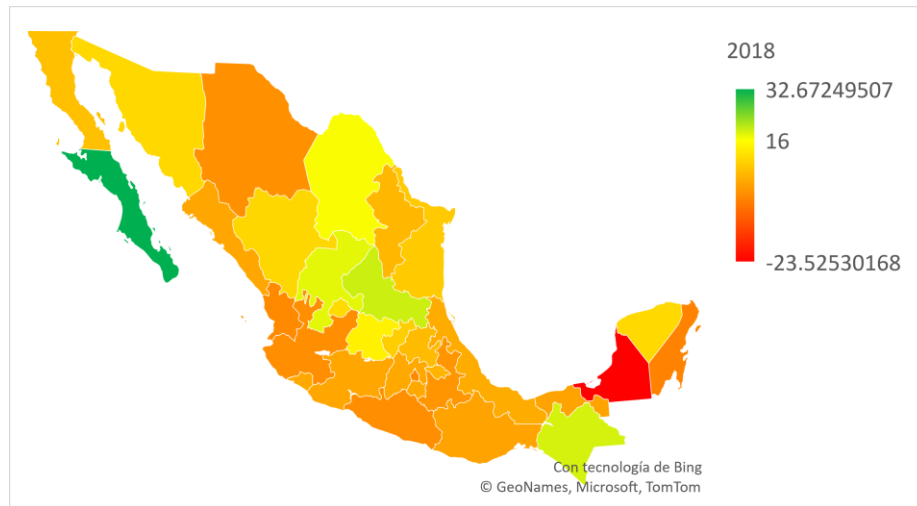 2018
32.67249507
16
-23.52530168
Con tecnología de Bing
© GeoNames, Microsoft, TomTom